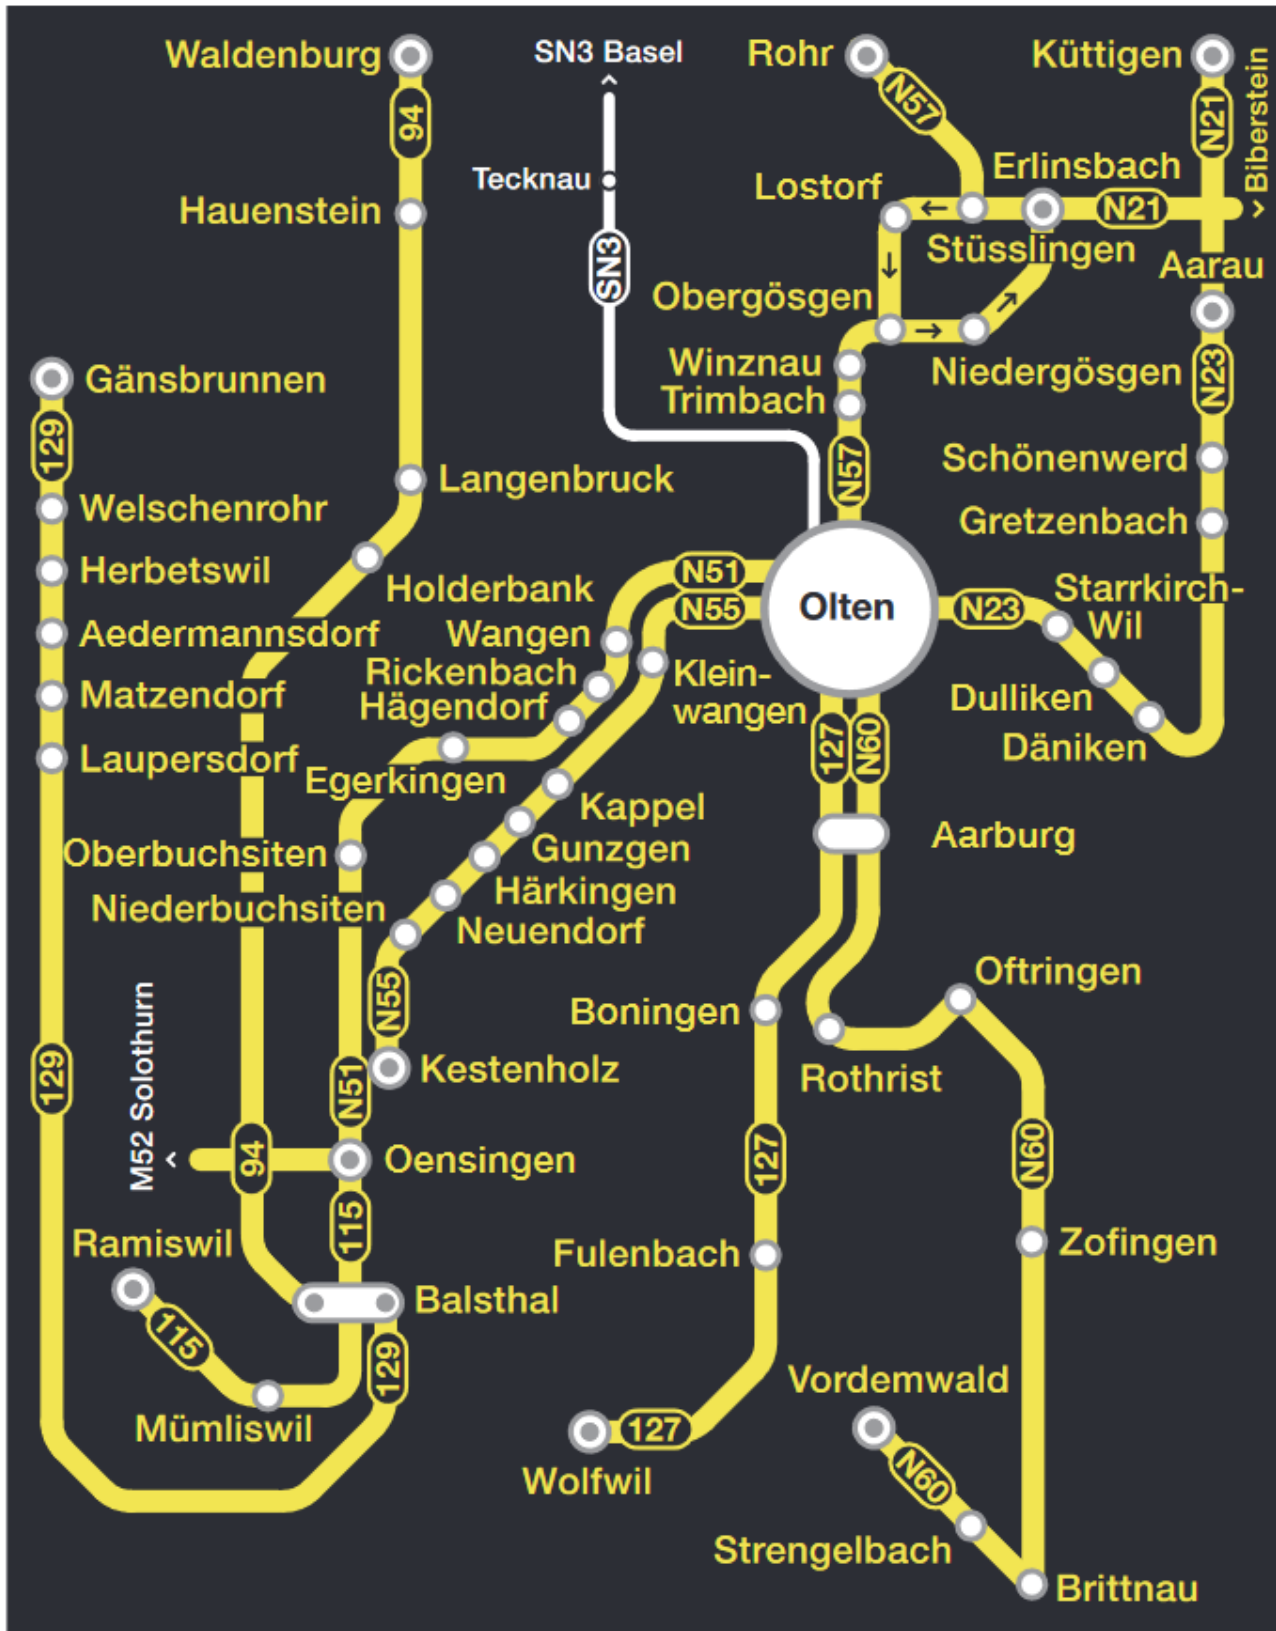 Waldenburg
94
Hauenstein
SN3 Basel
Tecknau
SN3
Rohr
N57
Küttigen
N21
Biberstein
Erlinsbach
Lostorf
N21
Stüsslingen
Aarau
Obergösgen
Winznau
Niedergösgen
N23
Trimbach
N57
Gänsbrunnen
129
Langenbruck
Schönenwerd
Welschenrohr
Gretzenbach
Herbetswil
Holderbank
N51
Olten
N23
Starrkirch-
Wil
N55
Aedermannsdorf
Wangen
Rickenbach
Klein-
wangen
Matzendorf
Hägendorf
Dulliken
127
N60
Däniken
Laupersdorf
Egerkingen
Kappel
Aarburg
Oberbuchsiten
Gunzgen
Härkingen
Niederbuchsiten
Neuendorf
Oftringen
N55
Boningen
M52 Solothurn
129
N51
Kestenholz
Rothrist
94
Oensingen
127
N60
115
Ramiswil
Fulenbach
Zofingen
Balsthal
115
129
Vordemwald
Mümliswil
127
Wolfwil
N60
Strengelbach
Brittnau